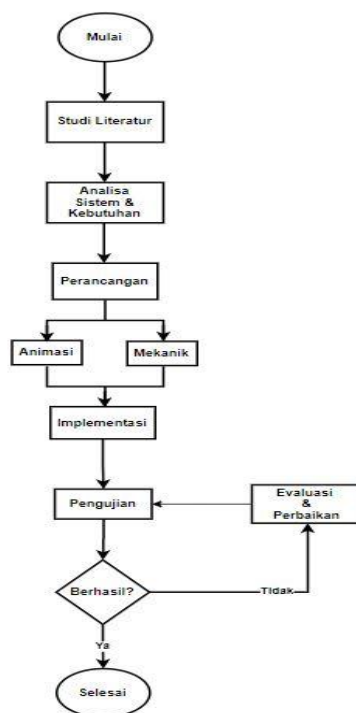 Mulai
Studi Literatur
Analisa
Sistem &
Kebutuhan
Perancangan
Animasi
Mekanik
Implementasi
Pengujian
Evaluasi
&
Perbaikan
Berhasil?
Tidak
Ya
Selesai